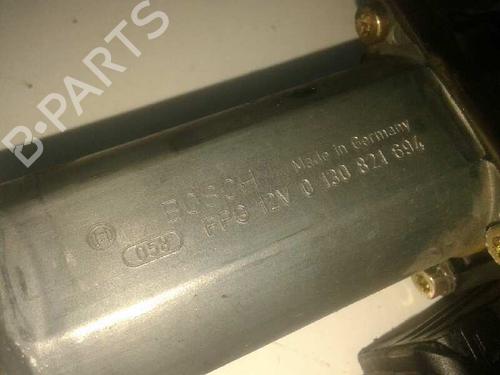 B-PARTS
BOSCH Made in Germany
FPG 12V 0 130 821 694
058